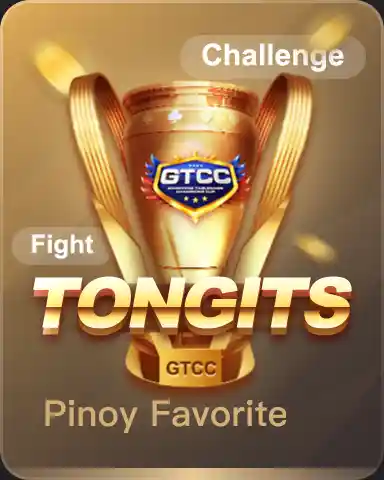 Challenge
GTCC
Fight
TONGITS
GTCC
Pinoy Favorite